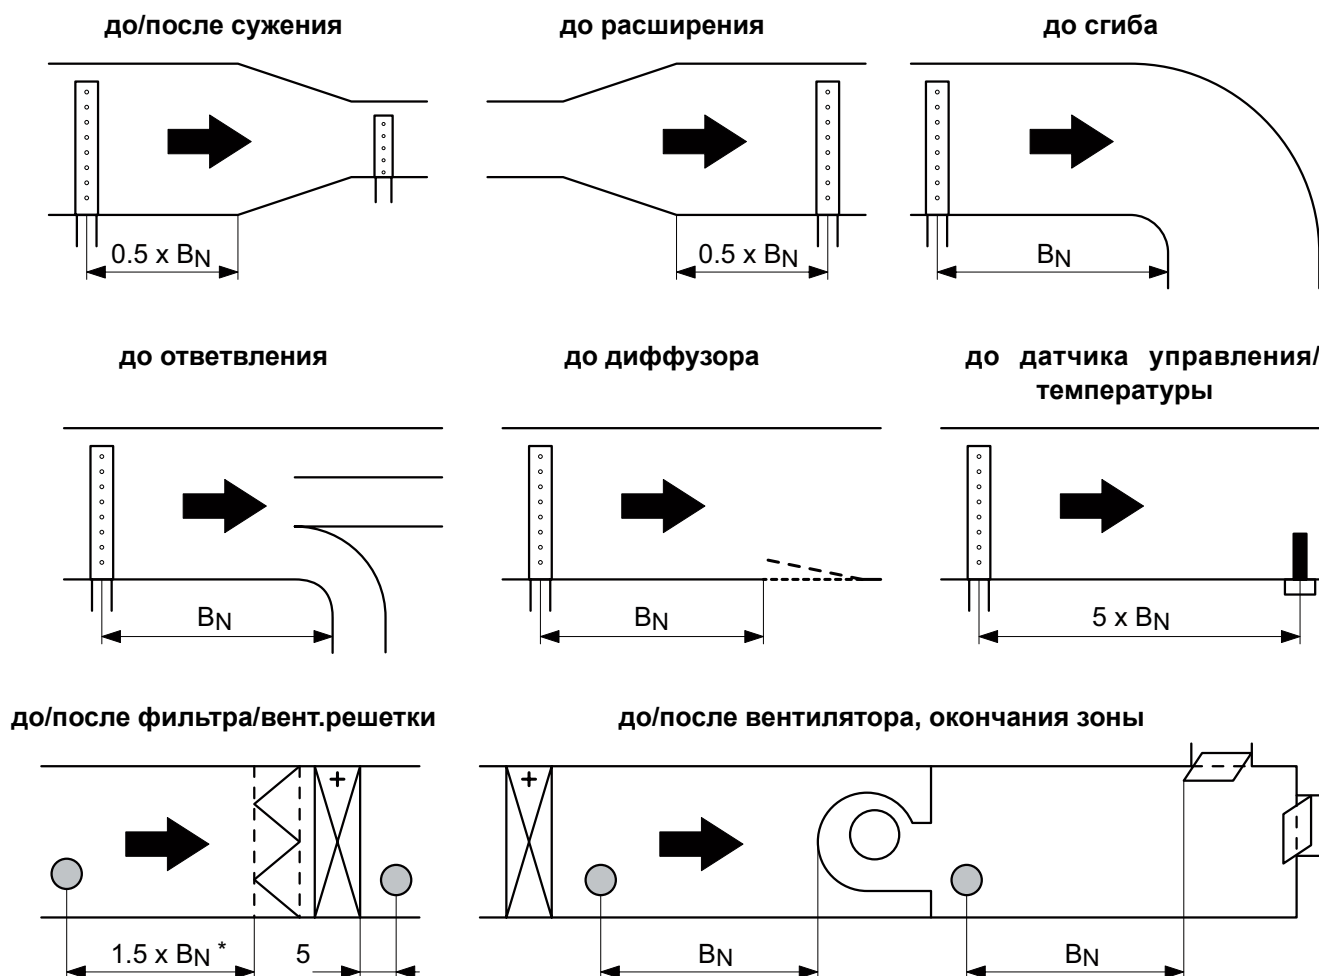 до/после сужения
до расширения
до сгиба
0.5 x BN
0.5 x BN
BN
до ответвления
до диффузора
до датчика управления/
температуры
BN
BN
5 x BN
до/после фильтра/вент.решетки
до/после вентилятора, окончания зоны
+
+
1.5 x BN *
5
BN
BN